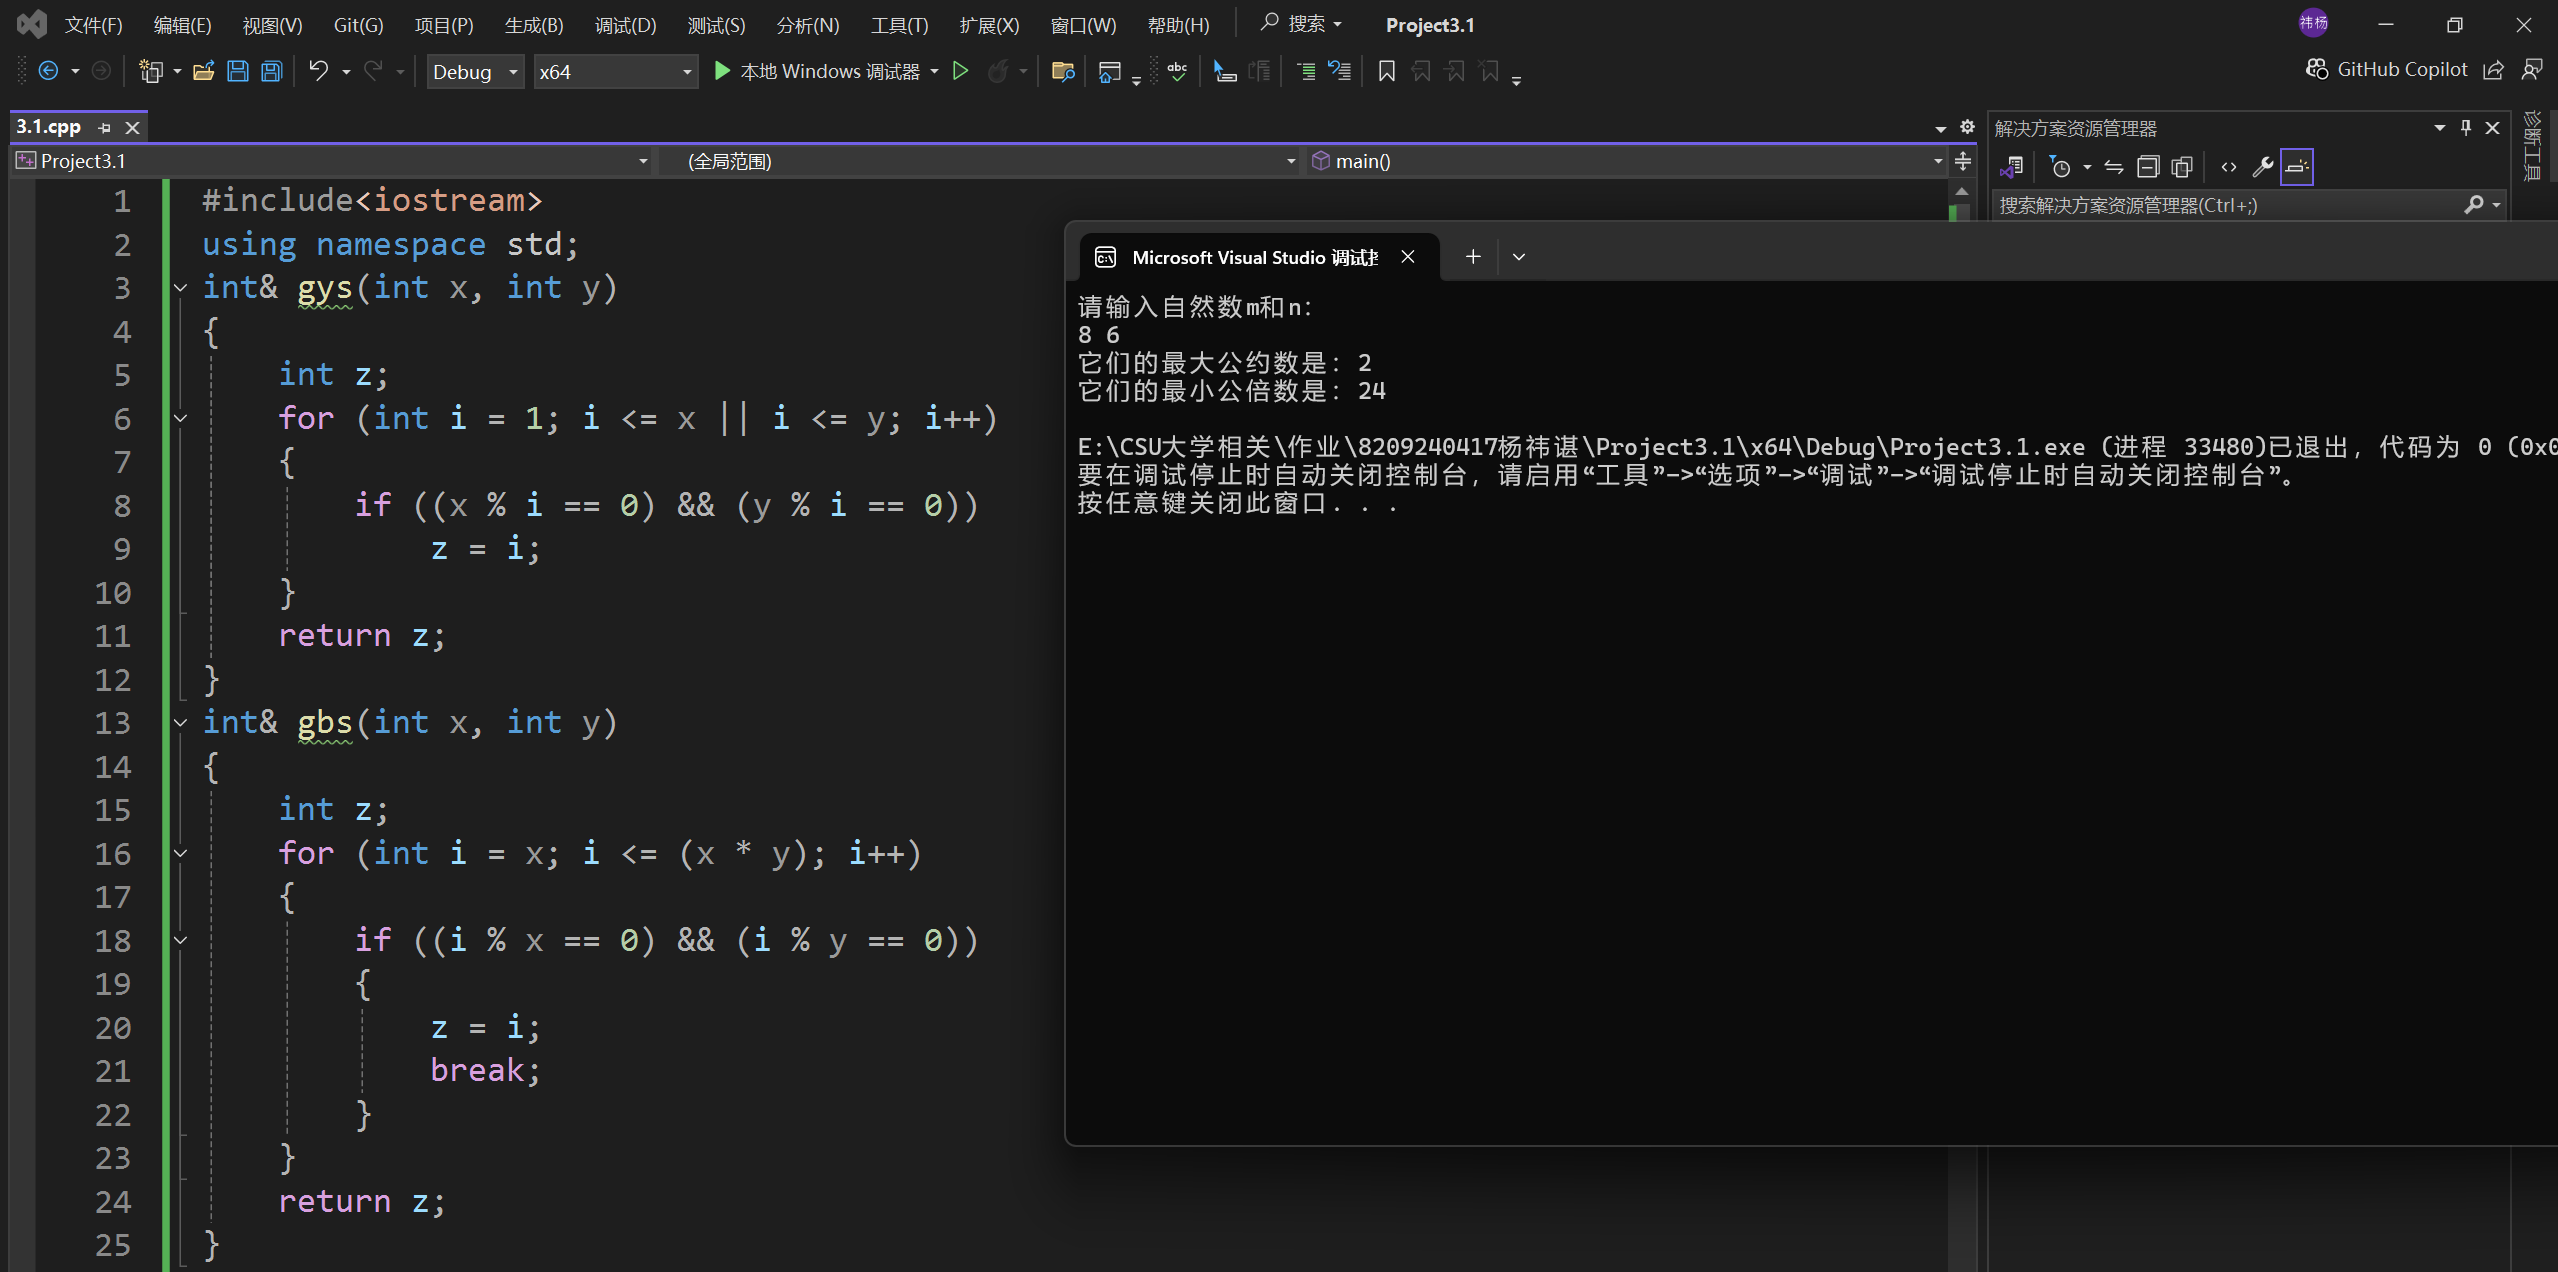 文件(F) 编辑(E) 视图(V) Git(G) 项目(P) 生成(B) 调试(D) 测试(S) 分析(N) 工具(T) 扩展(X) 窗口(W) 帮助(H) 搜索 Project3.1 祎杨
Debug x64 本地 Windows 调试器 abc GitHub Copilot
3.1.cpp
Project3.1 (全局范围) main()
解决方案资源管理器
搜索解决方案资源管理器(Ctrl+;)
诊断工具
1 #include<iostream>
2 using namespace std;
3 int& gys(int x, int y)
4 {
5 int z;
6 for (int i = 1; i <= x || i <= y; i++)
7 {
8 if ((x % i == 0) && (y % i == 0))
9 z = i;
10 }
11 return z;
12 }
13 int& gbs(int x, int y)
14 {
15 int z;
16 for (int i = x; i <= (x * y); i++)
17 {
18 if ((i % x == 0) && (i % y == 0))
19 {
20 z = i;
21 break;
22 }
23 }
24 return z;
25 }
Microsoft Visual Studio 调试
请输入自然数m和n:
8 6
它们的最大公约数是: 2
它们的最小公倍数是: 24
E:\CSU大学相关\作业\8209240417杨祎谌\Project3.1\x64\Debug\Project3.1.exe (进程 33480)已退出，代码为 0 (0x0
要在调试停止时自动关闭控制台，请启用“工具”->“选项”->“调试”->“调试停止时自动关闭控制台”。
按任意键关闭此窗口. . .